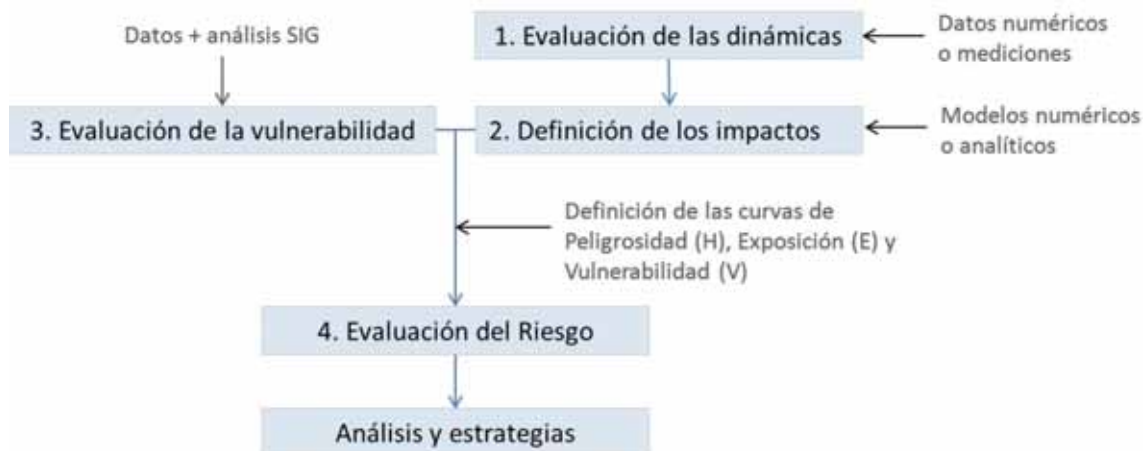 Datos + análisis SIG
1. Evaluación de las dinámicas
Datos numéricos
o mediciones
3. Evaluación de la vulnerabilidad
2. Definición de los impactos
Modelos numéricos
o analíticos
Definición de las curvas de
Peligrosidad (H), Exposición (E) y
Vulnerabilidad (V)
4. Evaluación del Riesgo
Análisis y estrategias